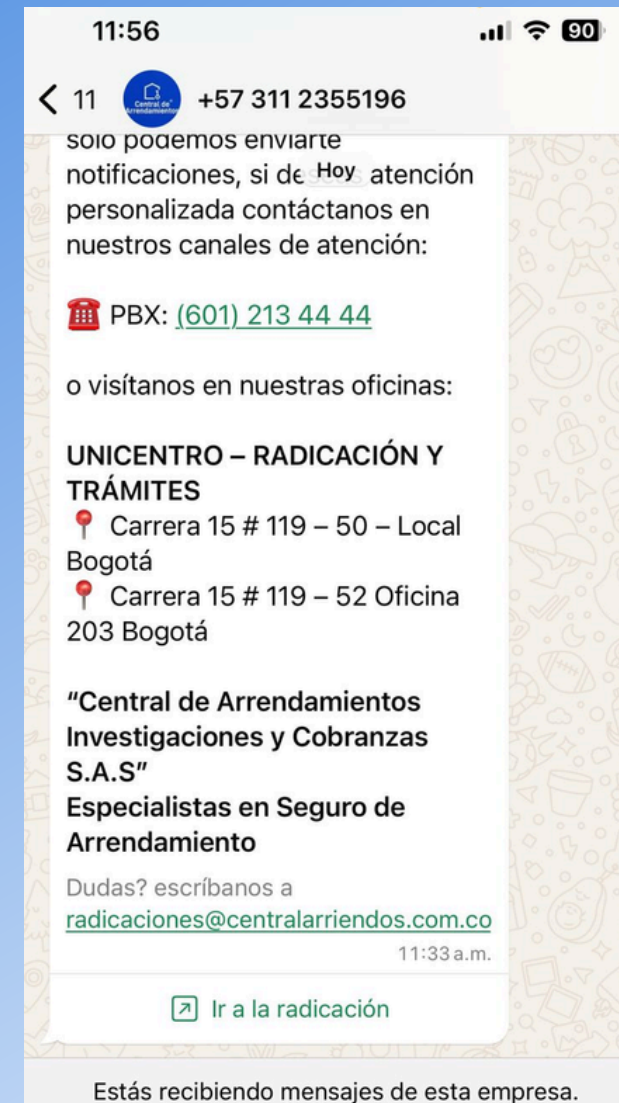 11:56
90
11
Central de
Arrendamientos
+57 311 2355196
solo podemos enviarte
notificaciones, si de Hoy atención
personalizada contáctanos en
nuestros canales de atención:
☎️ PBX: (601) 213 44 44
o visítanos en nuestras oficinas:
UNICENTRO – RADICACIÓN Y
TRÁMITES
📍 Carrera 15 # 119 – 50 – Local
Bogotá
📍 Carrera 15 # 119 – 52 Oficina
203 Bogotá
“Central de Arrendamientos
Investigaciones y Cobranzas
S.A.S”
Especialistas en Seguro de
Arrendamiento
Dudas? escríbanos a
radicaciones@centralarriendos.com.co
11:33 a.m.
Ir a la radicación
Estás recibiendo mensajes de esta empresa.